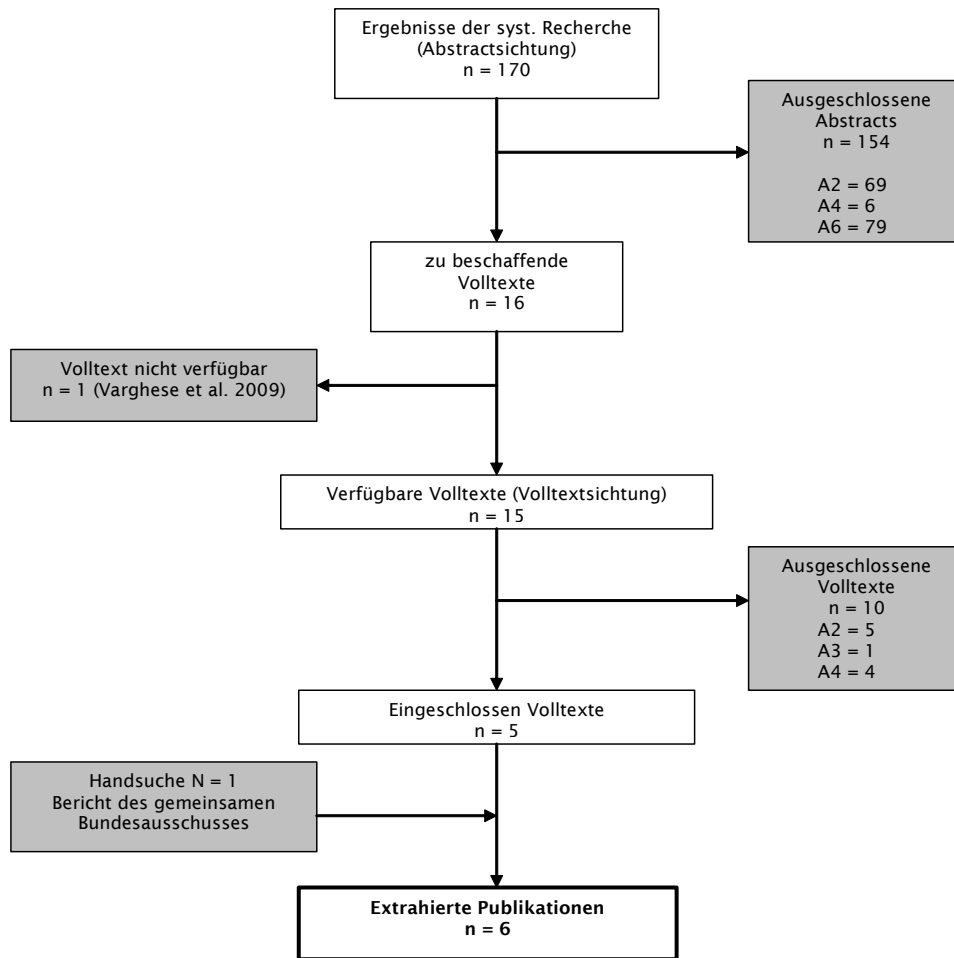 Ergebnisse der syst. Recherche
(Abstractsichtung)
n = 170
Ausgeschlossene
Abstracts
n = 154
A2 = 69
A4 = 6
A6 = 79
zu beschaffende
Volltexte
n = 16
Volltext nicht verfügbar
n = 1 (Varghese et al. 2009)
Verfügbare Volltexte (Volltextsichtung)
n = 15
Ausgeschlossene
Volltexte
n = 10
A2 = 5
A3 = 1
A4 = 4
Eingeschlossen Volltexte
n = 5
Handsuche N = 1
Bericht des gemeinsamen
Bundesausschusses
Extrahierte Publikationen
n = 6